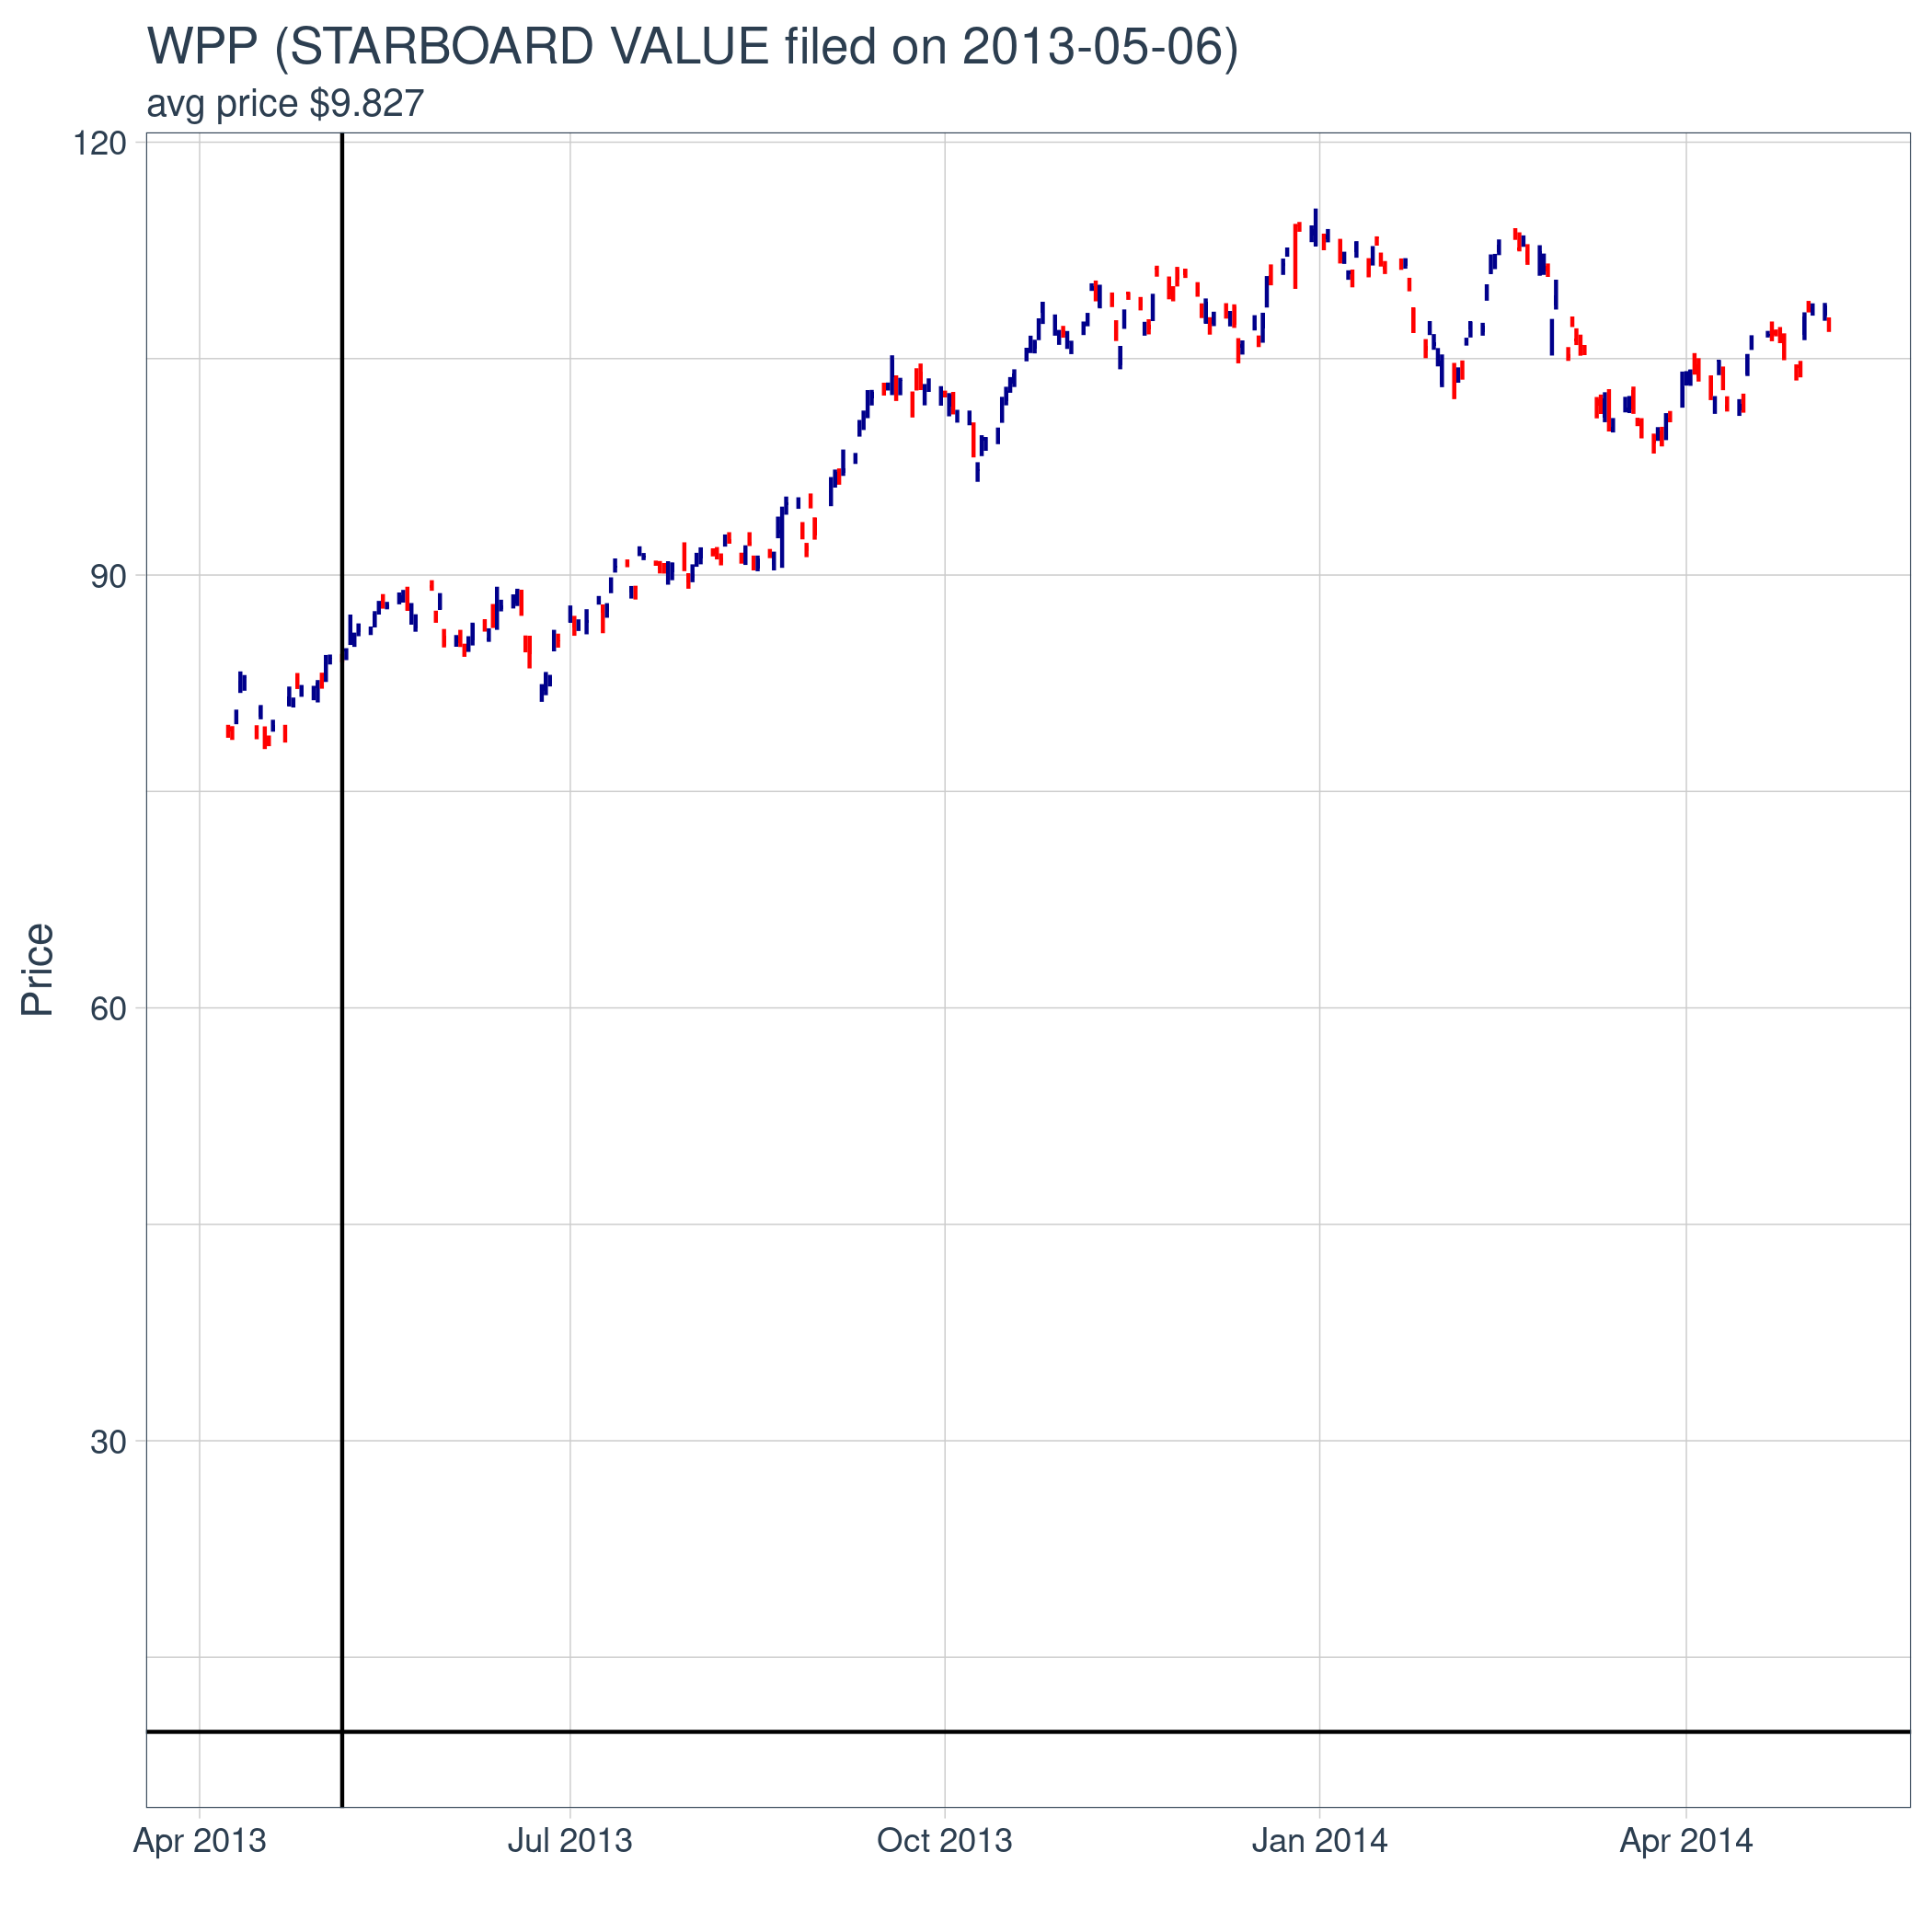 WPP (STARBOARD VALUE filed on 2013-05-06)
avg price $9.827
120
90
60
30
Price
Apr 2013
Jul 2013
Oct 2013
Jan 2014
Apr 2014